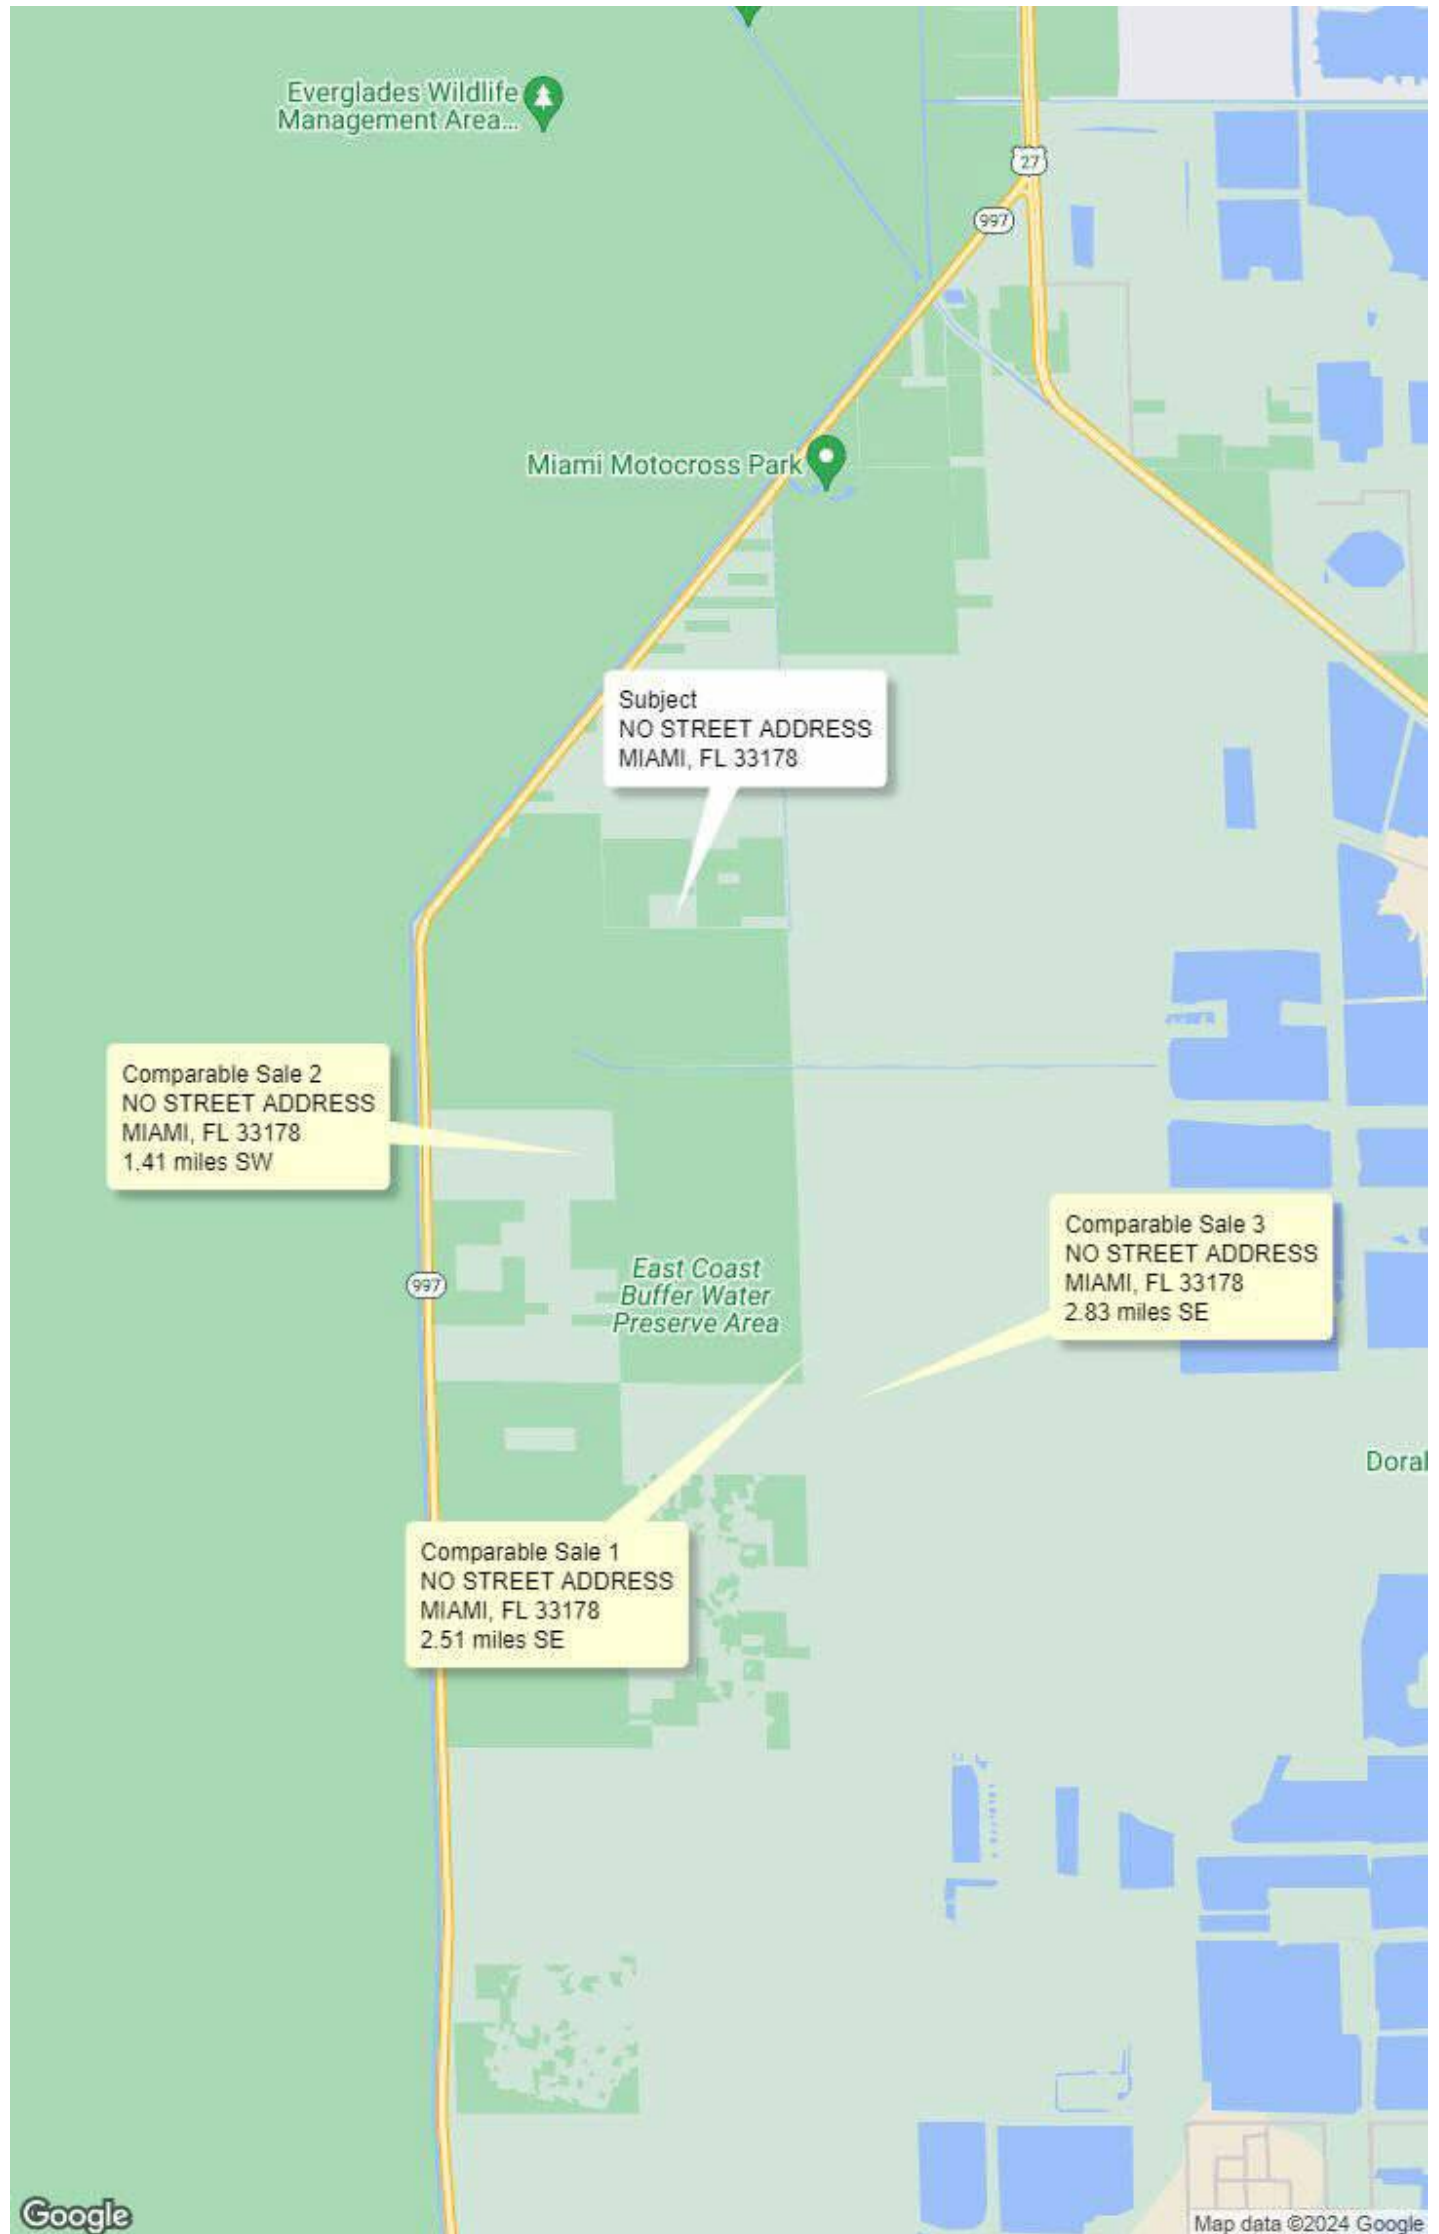 Everglades Wildlife
Management Area...
27
997
Miami Motocross Park
Subject
NO STREET ADDRESS
MIAMI, FL 33178
Comparable Sale 2
NO STREET ADDRESS
MIAMI, FL 33178
1.41 miles SW
Comparable Sale 3
NO STREET ADDRESS
MIAMI, FL 33178
2.83 miles SE
997
East Coast
Buffer Water
Preserve Area
Doral
Comparable Sale 1
NO STREET ADDRESS
MIAMI, FL 33178
2.51 miles SE
Google
Map data ©2024 Google